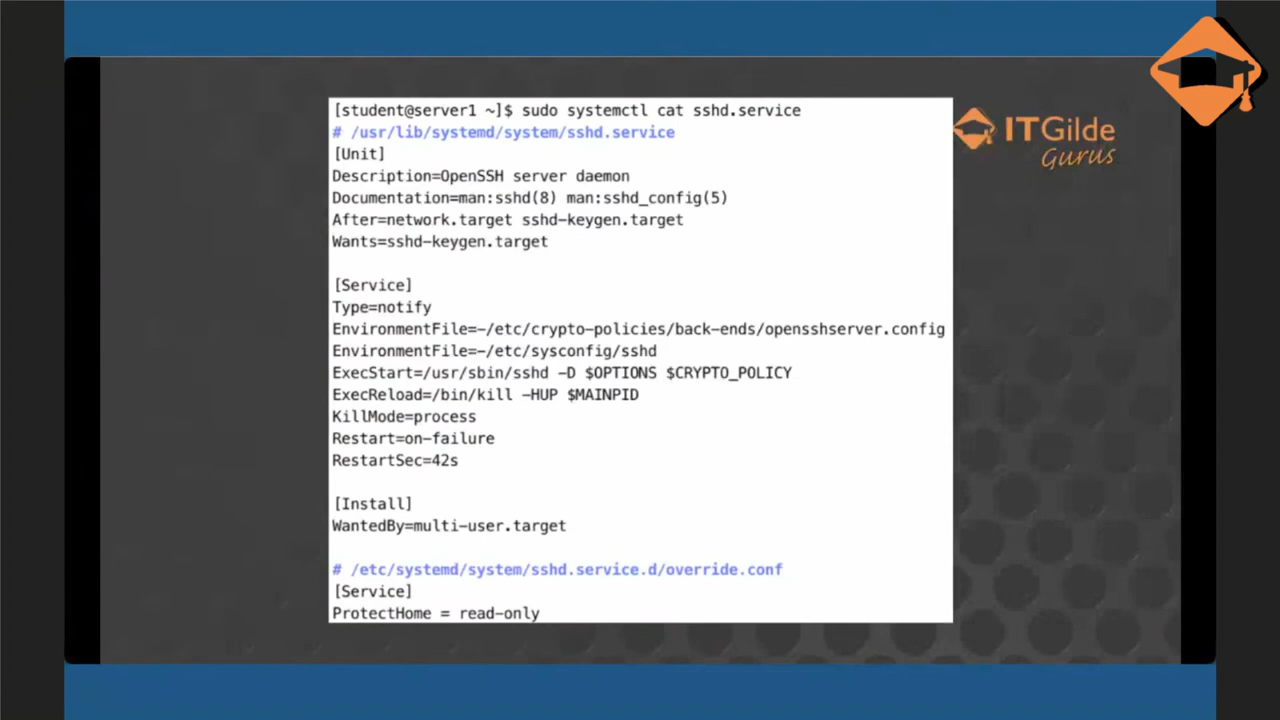 [student@server1 ~]$ sudo systemctl cat sshd.service
# /usr/lib/systemd/system/sshd.service
[Unit]
Description=OpenSSH server daemon
Documentation=man:sshd(8) man:sshd_config(5)
After=network.target sshd-keygen.target
Wants=sshd-keygen.target
[Service]
Type=notify
EnvironmentFile=-/etc/crypto-policies/back-ends/opensshserver.config
EnvironmentFile=-/etc/sysconfig/sshd
ExecStart=/usr/sbin/sshd -D $OPTIONS $CRYPTO_POLICY
ExecReload=/bin/kill -HUP $MAINPID
KillMode=process
Restart=on-failure
RestartSec=42s
[Install]
WantedBy=multi-user.target
# /etc/systemd/system/sshd.service.d/override.conf
[Service]
ProtectHome = read-only
ITGilde
Gurus